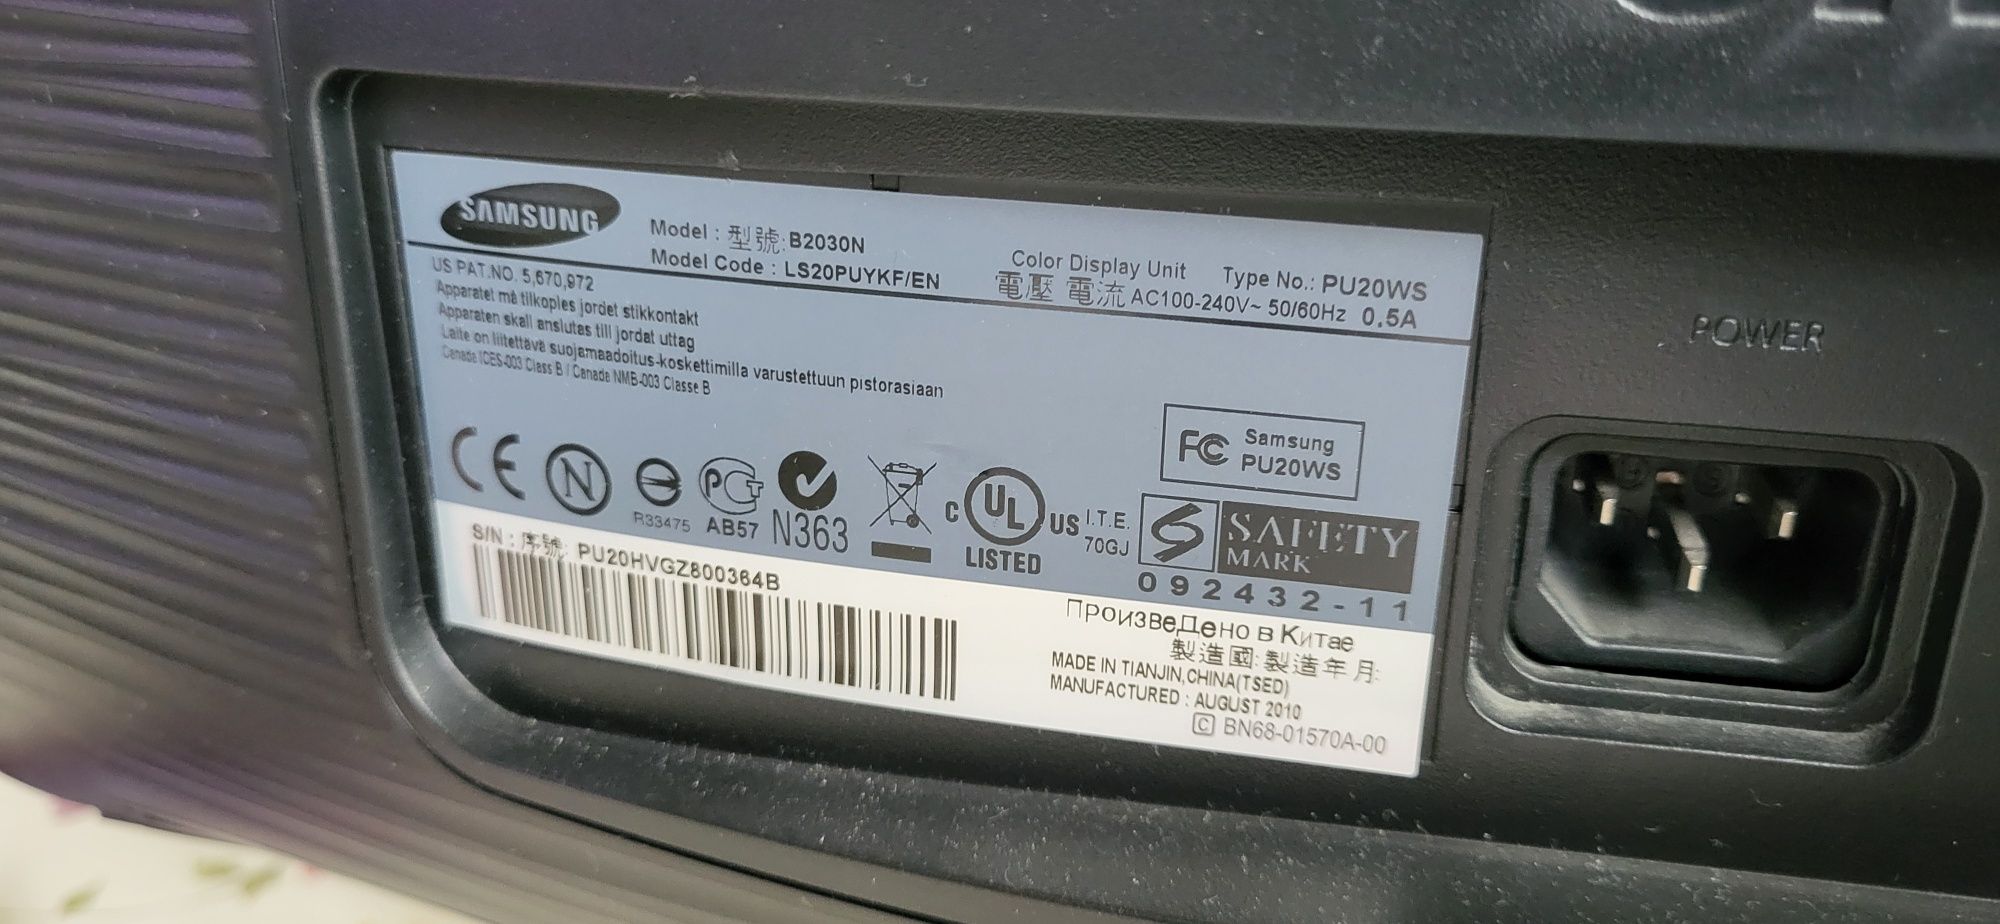 SAMSUNG
Model : 型號: B2030N
Model Code : LS20PUYKF/EN
Color Display Unit Type No.: PU20WS
電壓 電流 AC100-240V~ 50/60Hz 0.5A
US PAT.NO. 5,670,972
Apparatet må tilkoples jordet stikkontakt
Apparaten skall anslutas till jordat uttag
Laite on liitettävä suojamaadoitus-koskettimilla varustettuun pistorasiaan
Canada ICES-003 Class B / Canada NMB-003 Classe B
FC Samsung
PU20WS
CE N
R33475
PCT
AB57
N363
C UL US
LISTED
I.T.E.
70GJ
S SAFETY
MARK
092432-11
S/N : 序號: PU20HVGZ800364B
Произведено в Китае
製造國: 製造年月:
MADE IN TIANJIN,CHINA(TSED)
MANUFACTURED : AUGUST 2010
C BN68-01570A-00
POWER